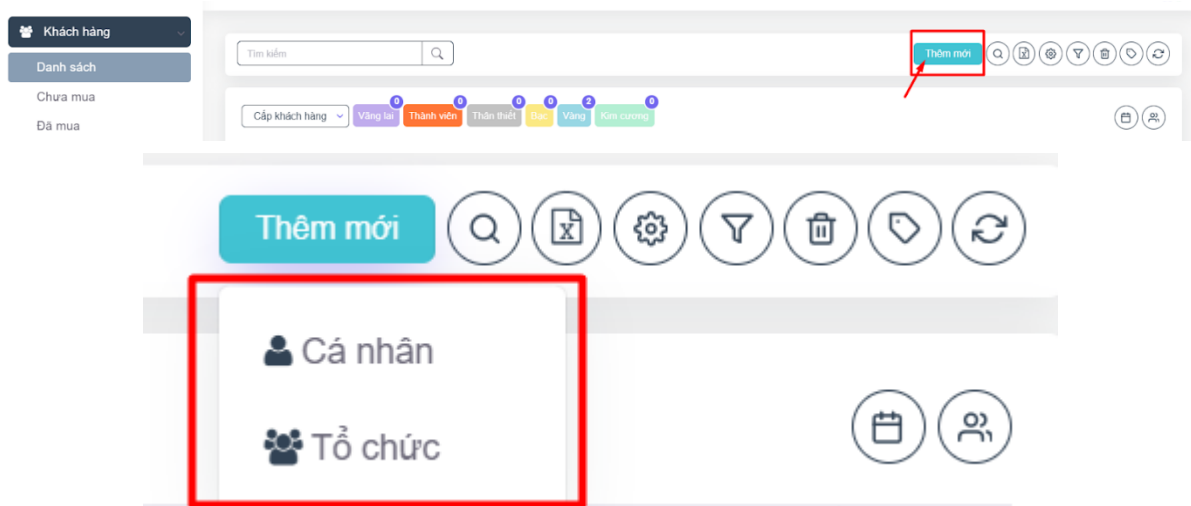 Khách hàng
Danh sách
Chưa mua
Đã mua
Tìm kiếm
Thêm mới
Cấp khách hàng
Vãng lai 0
Thành viên 0
Thân thiết 0
Bạc 0
Vàng 2
Kim cương 0
Thêm mới
Cá nhân
Tổ chức